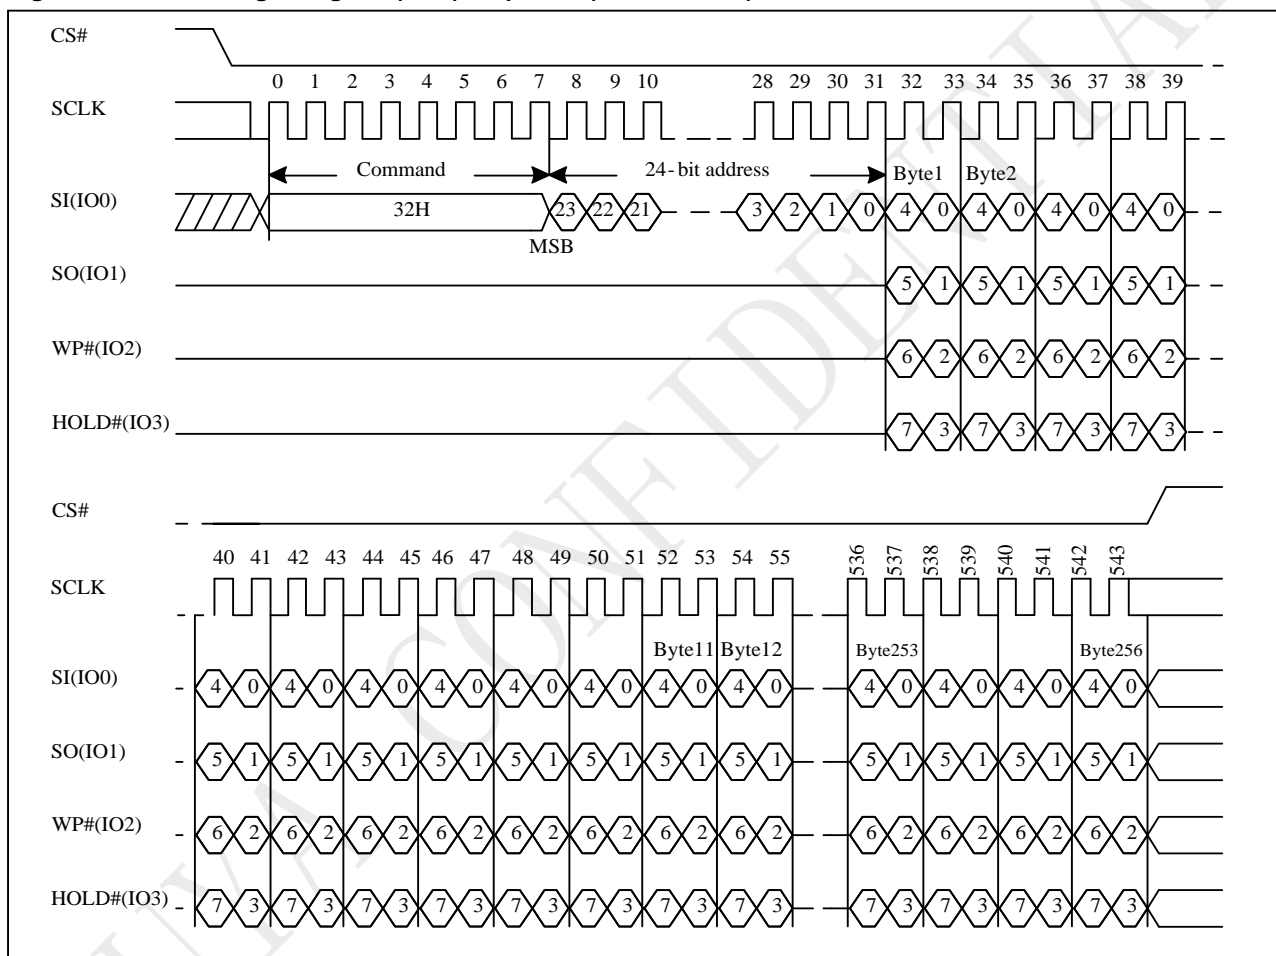 CS#
0 1 2 3 4 5 6 7 8 9 10 28 29 30 31 32 33 34 35 36 37 38 39
SCLK
Command 24-bit address Byte1 Byte2
SI(IO0) 32H 23 22 21 3 2 1 0 4 0 4 0 4 0 4 0
MSB
SO(IO1) 5 1 5 1 5 1 5 1
WP#(IO2) 6 2 6 2 6 2 6 2
HOLD#(IO3) 7 3 7 3 7 3 7 3
CS#
40 41 42 43 44 45 46 47 48 49 50 51 52 53 54 55 536 537 538 539 540 541 542 543
SCLK
Byte11 Byte12 Byte253 Byte256
SI(IO0) 4 0 4 0 4 0 4 0 4 0 4 0 4 0 4 0 4 0 4 0 4 0 4 0
SO(IO1) 5 1 5 1 5 1 5 1 5 1 5 1 5 1 5 1 5 1 5 1 5 1 5 1
WP#(IO2) 6 2 6 2 6 2 6 2 6 2 6 2 6 2 6 2 6 2 6 2 6 2 6 2
HOLD#(IO3) 7 3 7 3 7 3 7 3 7 3 7 3 7 3 7 3 7 3 7 3 7 3 7 3
UYA CONFIDENTIAL